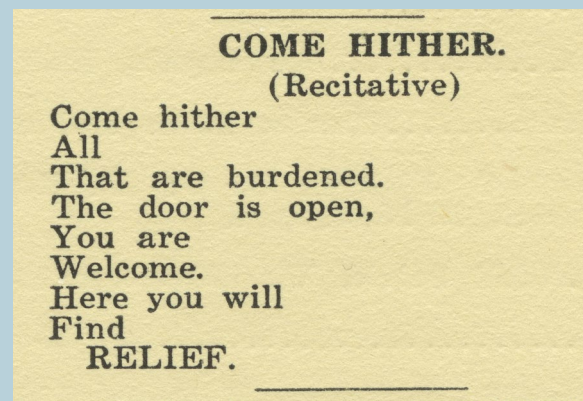 COME HITHER.
(Recitative)
Come hither
All
That are burdened.
The door is open,
You are
Welcome.
Here you will
Find
RELIEF.